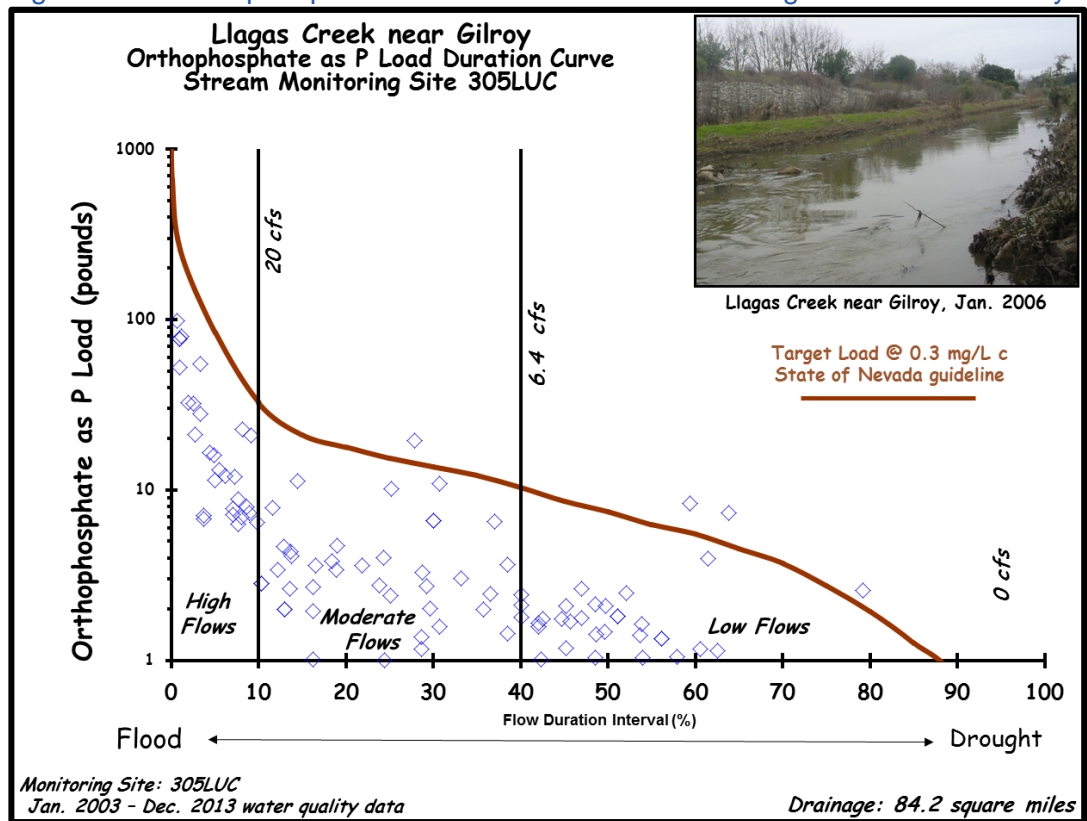 Llagas Creek near Gilroy
Orthophosphate as P Load Duration Curve
Stream Monitoring Site 305LUC
Orthophosphate as P Load (pounds)
1000
100
10
1
20 cfs
6.4 cfs
0 cfs
Llagas Creek near Gilroy, Jan. 2006
Target Load @ 0.3 mg/L c
State of Nevada guideline
High
Flows
Moderate
Flows
Low Flows
0 10 20 30 40 50 60 70 80 90 100
Flow Duration Interval (%)
Flood
Drought
Monitoring Site: 305LUC
Jan. 2003 - Dec. 2013 water quality data
Drainage: 84.2 square miles